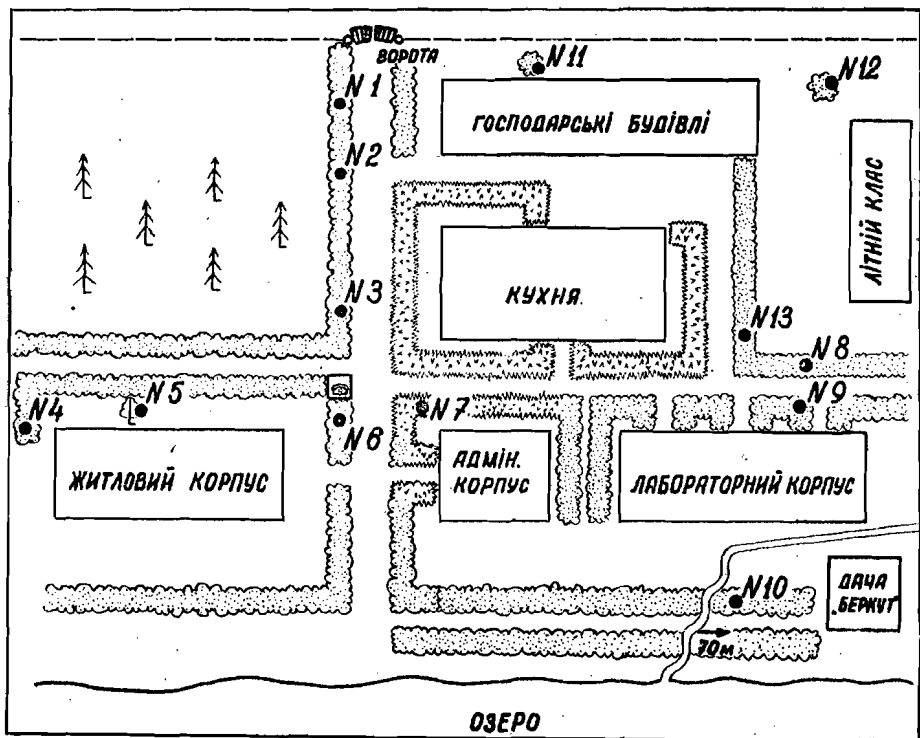 ВОРОТА
N 1
N 11
N 12
ГОСПОДАРСЬКІ БУДІВЛІ
N 2
ЛІТНІЙ КЛАС
КУХНЯ
N 3
N 13
N 8
N 4
N 5
N 6
N 7
N 9
ЖИТЛОВИЙ КОРПУС
АДМІН.
КОРПУС
ЛАБОРАТОРНИЙ КОРПУС
N 10
ДАЧА
„БЕРКУТ"
70 м
ОЗЕРО